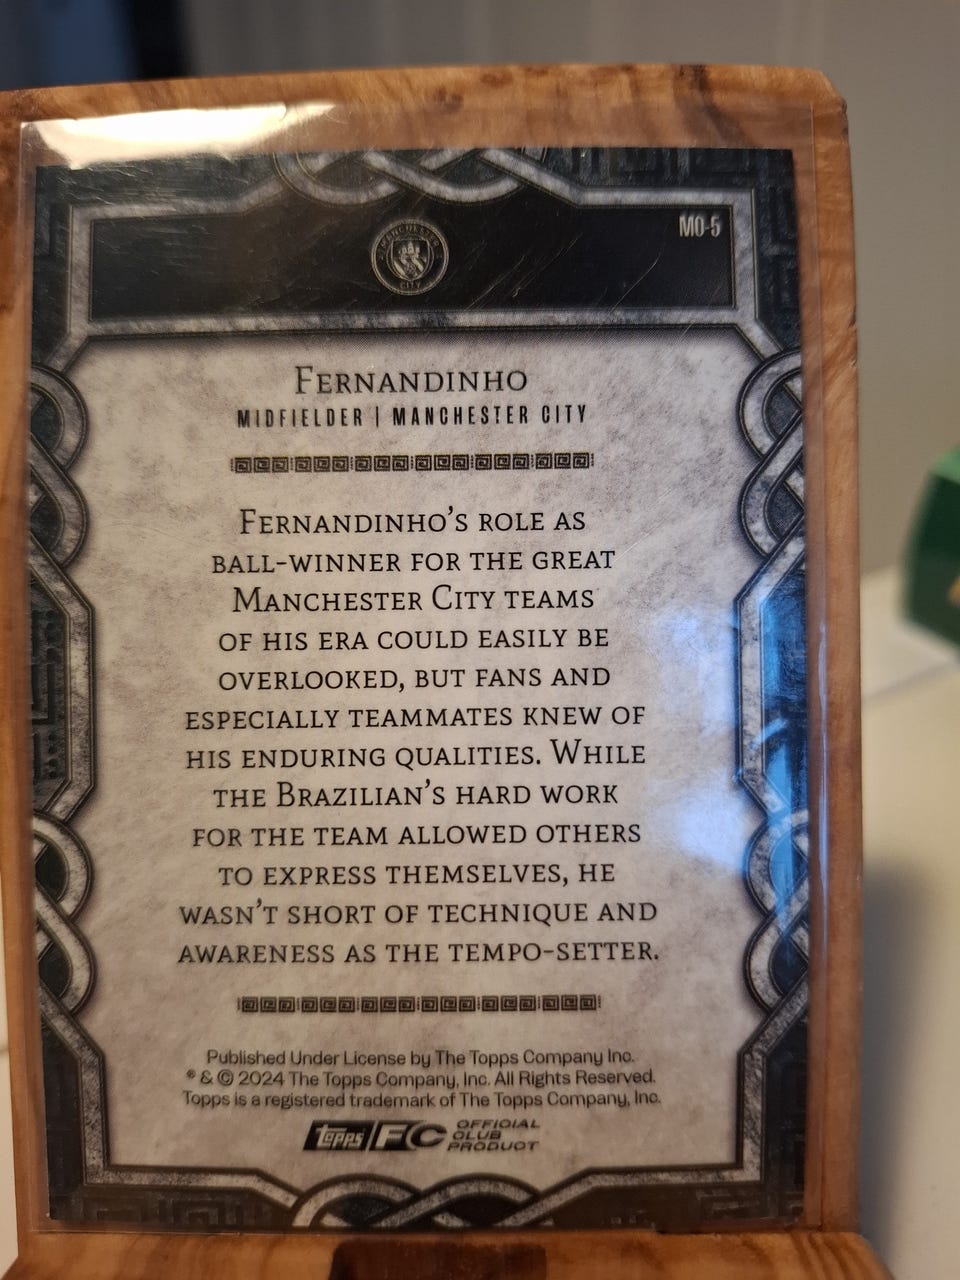 MO-5
MANCHESTER
CITY
FERNANDINHO
MIDFIELDER | MANCHESTER CITY
FERNANDINHO'S ROLE AS
BALL-WINNER FOR THE GREAT
MANCHESTER CITY TEAMS
OF HIS ERA COULD EASILY BE
OVERLOOKED, BUT FANS AND
ESPECIALLY TEAMMATES KNEW OF
HIS ENDURING QUALITIES. WHILE
THE BRAZILIAN'S HARD WORK
FOR THE TEAM ALLOWED OTHERS
TO EXPRESS THEMSELVES, HE
WASN'T SHORT OF TECHNIQUE AND
AWARENESS AS THE TEMPO-SETTER.
Published Under License by The Topps Company Inc.
® & © 2024 The Topps Company, Inc. All Rights Reserved.
Topps is a registered trademark of The Topps Company, Inc.
Topps FC OFFICIAL
CLUB
PRODUCT